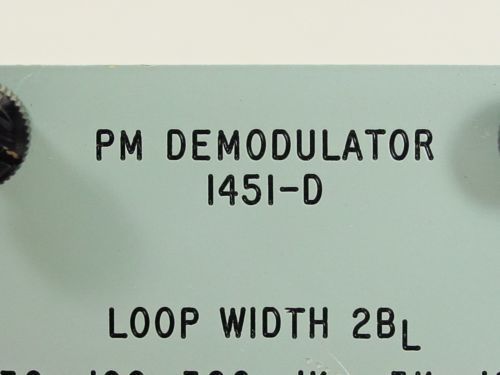 PM DEMODULATOR
1451-D
LOOP WIDTH 2BL